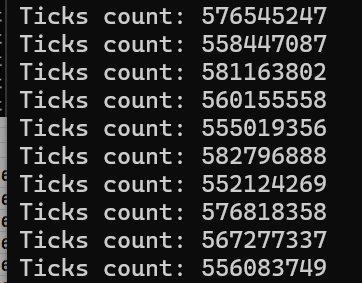 Ticks count: 576545247
Ticks count: 558447087
Ticks count: 581163802
Ticks count: 560155558
Ticks count: 555019356
Ticks count: 582796888
Ticks count: 552124269
Ticks count: 576818358
Ticks count: 567277337
Ticks count: 556083749